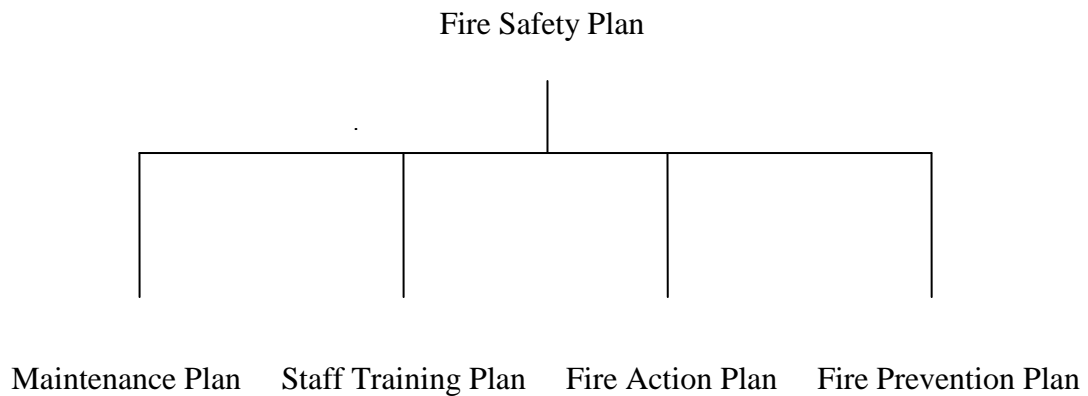 Fire Safety Plan
Maintenance Plan Staff Training Plan Fire Action Plan Fire Prevention Plan